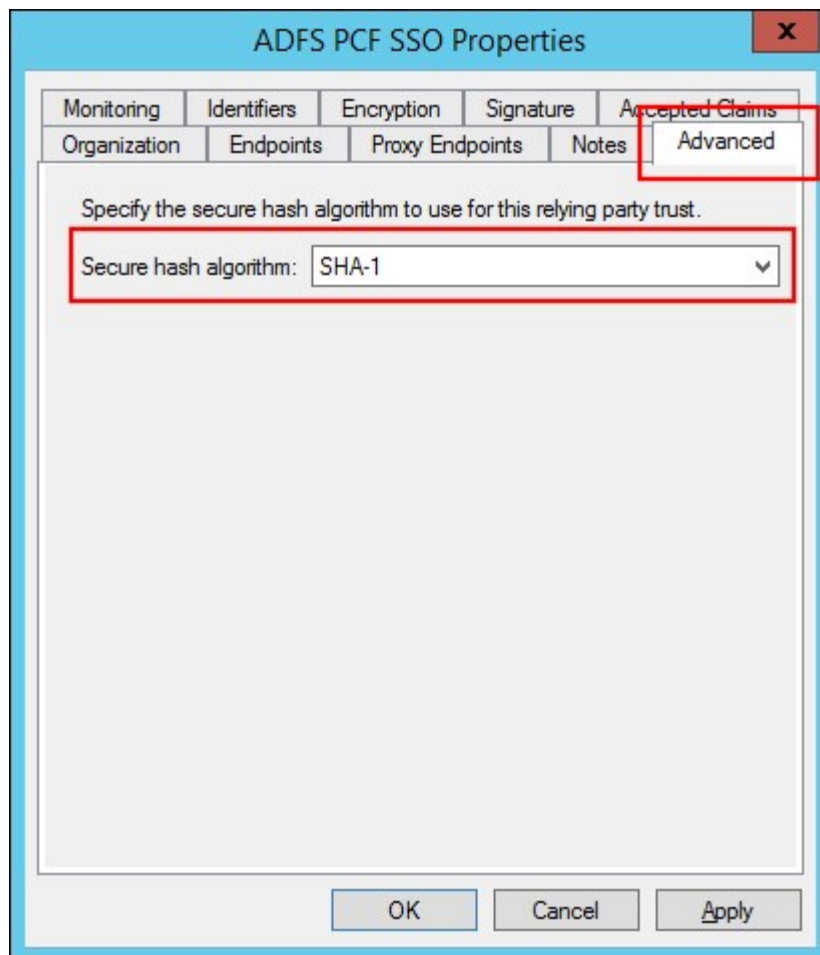 ADFS PCF SSO Properties
x
Monitoring Identifiers Encryption Signature Accepted Claims
Organization Endpoints Proxy Endpoints Notes Advanced
Specify the secure hash algorithm to use for this relying party trust.
Secure hash algorithm: SHA-1
OK Cancel Apply